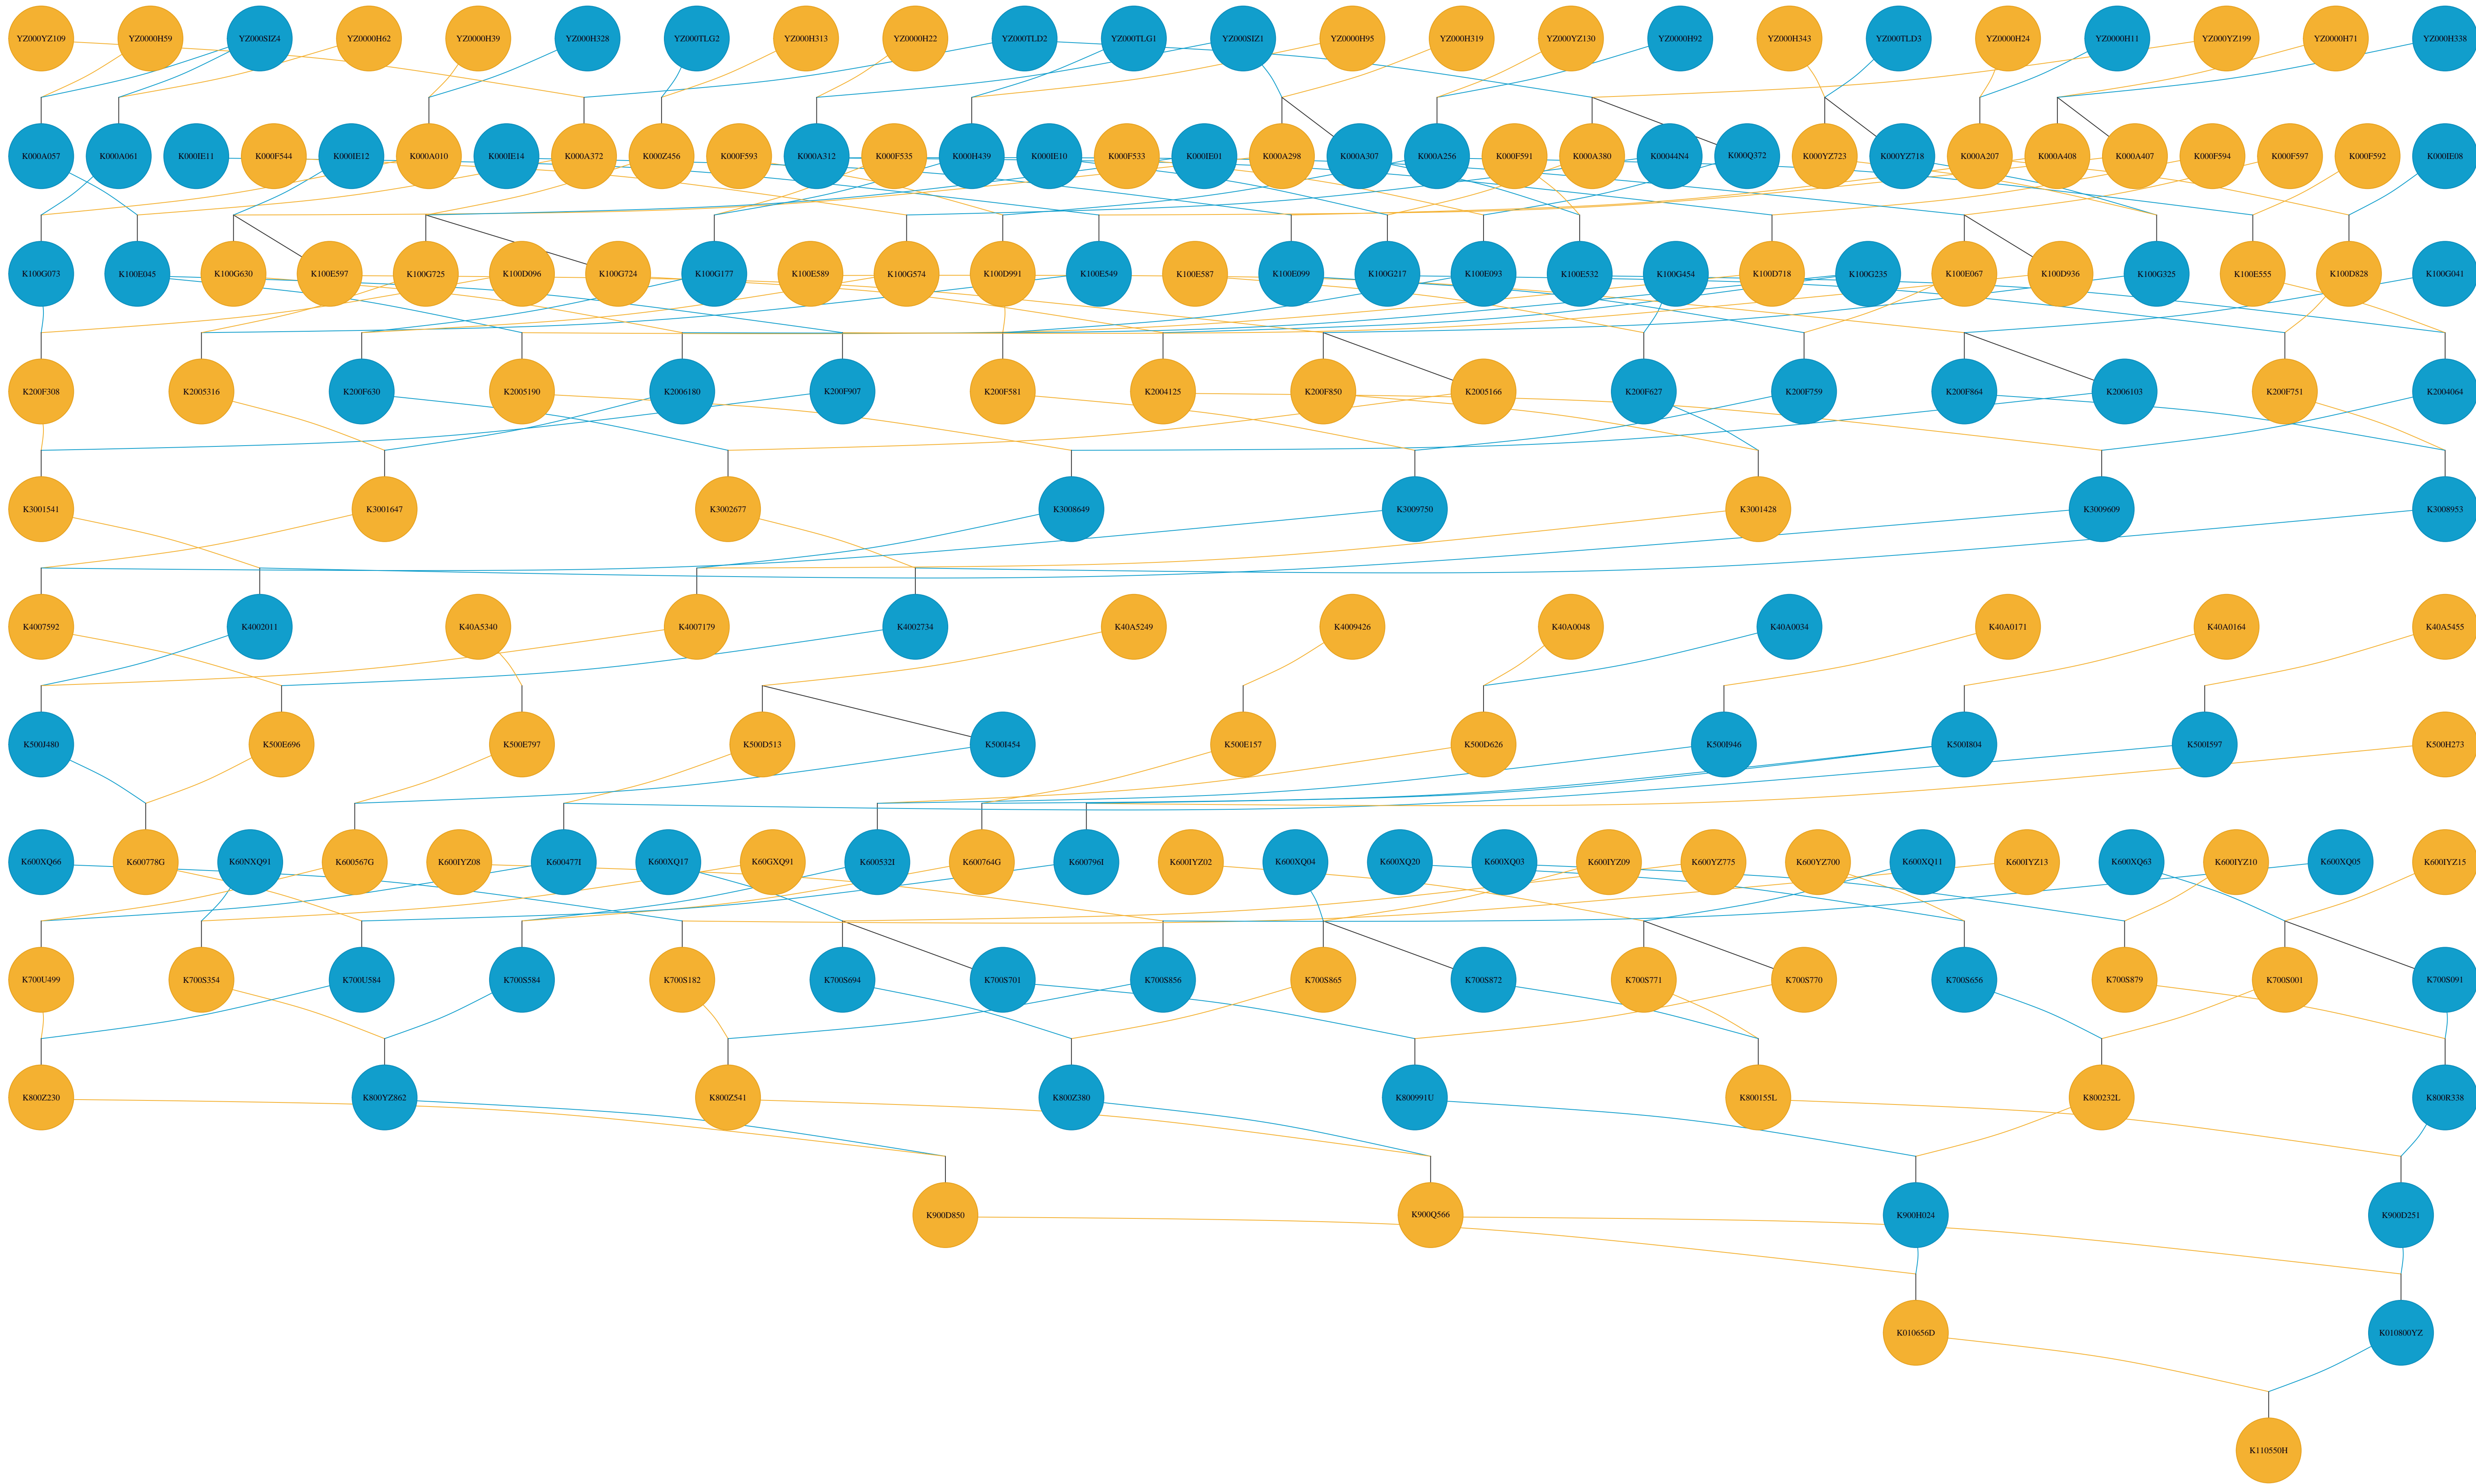 YZ000YZ109 YZ0000H59 YZ000SIZ4 YZ0000H62 YZ0000H39 YZ0000H328 YZ000TLG2 YZ000H313 YZ0000H22 YZ000TLD2 YZ000TLG1 YZ000SIZ1 YZ0000H95 YZ000H319 YZ000YZ130 YZ0000H92 YZ000H343 YZ000TLD3 YZ0000H24 YZ0000H11 YZ000YZ199 YZ0000H71 YZ000H338
K000A057 K000A061 K000IE11 K000F544 K000IE12 K000A010 K000IE14 K000A372 K000Z456 K000F593 K000A312 K000F535 K000H439 K000IE10 K000F533 K000IE01 K000A298 K000A307 K000A256 K000F591 K000A380 K00044N4 K000Q372 K000YZ723 K000YZ718 K000A207 K000A408 K000A407 K000F594 K000F597 K000F592 K000IE08
K100G073 K100E045 K100G630 K100E597 K100G725 K100D096 K100G724 K100G177 K100E589 K100G574 K100D991 K100E549 K100E587 K100E099 K100G217 K100E093 K100E532 K100G454 K100D718 K100G235 K100E067 K100D936 K100G325 K100E555 K100D828 K100G041
K200F308 K2005316 K200F630 K2005190 K2006180 K200F907 K200F581 K2004125 K200F850 K2005166 K200F627 K200F759 K200F864 K2006103 K200F751 K2004064
K3001541 K3001647 K3002677 K3008649 K3009750 K3001428 K3009609 K3008953
K4007592 K4002011 K40A5340 K4007179 K4002734 K40A5249 K4009426 K40A0048 K40A0034 K40A0171 K40A0164 K40A5455
K500J480 K500E696 K500E797 K500D513 K500I454 K500E157 K500D626 K500I946 K500I804 K500I597 K500H273
K600XQ66 K600778G K60NXQ91 K600567G K600IYZ08 K600477I K600XQ17 K60GXQ91 K600532I K600764G K600796I K600IYZ02 K600XQ04 K600XQ20 K600XQ03 K600IYZ09 K600YZ775 K600YZ700 K600XQ11 K600IYZ13 K600XQ63 K600IYZ10 K600XQ05 K600IYZ15
K700U499 K700S354 K700U584 K700S584 K700S182 K700S694 K700S701 K700S856 K700S865 K700S872 K700S771 K700S770 K700S656 K700S879 K700S001 K700S091
K800Z230 K800YZ862 K800Z541 K800Z380 K800991U K800155L K800232L K800R338
K900D850 K900Q566 K900H024 K900D251
K010656D K010800YZ
K110550H